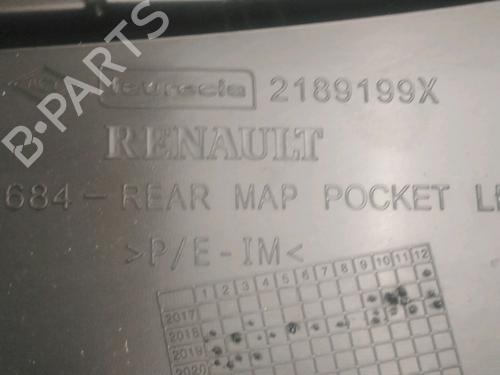 faurecia 2189199X
RENAULT
684- REAR MAP POCKET LE
>P/E-IM<
1 2 3 4 5 6 7 8 9 10 11 12
2017
2018
2019
2020
B-PARTS